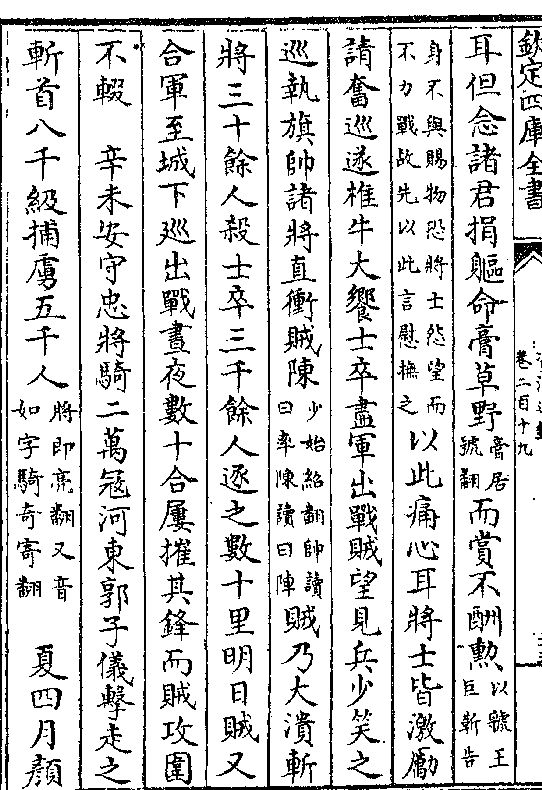 欽定四庫全書
卷二百十九
耳但念諸君捐軀命膏草野膏居號翻而賞不酬勲以號王巨靳告
身不與賜物恐將士怨望而不力戰故先以此言慰撫之以此痛心耳將士皆激勵
請奮巡遂椎牛大饗士卒盡軍出戰賊望見兵少笑之
巡執旗帥諸將直衝賊陳少始紹翻帥讀曰率陳讀曰陣賊乃大潰斬
將三十餘人殺士卒三千餘人逐之數十里明日賊又
合軍至城下巡出戰晝夜數十合屢摧其鋒而賊攻圍
不輟　辛未安守忠將騎二萬寇河東郭子儀擊走之
斬首八千級捕虜五千人將即亮翻又音如字騎奇寄翻　夏四月顔